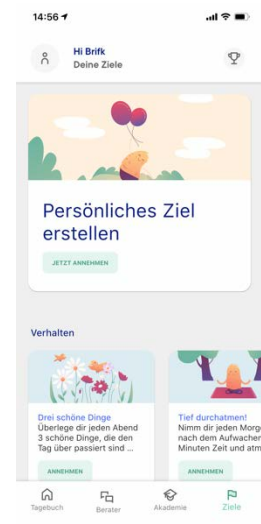 14:56
Hi Brifk
Deine Ziele
Persönliches Ziel
erstellen
JETZT ANNEHMEN
Verhalten
Drei schöne Dinge
Überlege dir jeden Abend
3 schöne Dinge, die den
Tag über passiert sind ...
ANNEHMEN
Tief durchatmen!
Nimm dir jeden Morg
nach dem Aufwachen
Minuten Zeit und atm
ANNEHMEN
Tagebuch
Berater
Akademie
Ziele